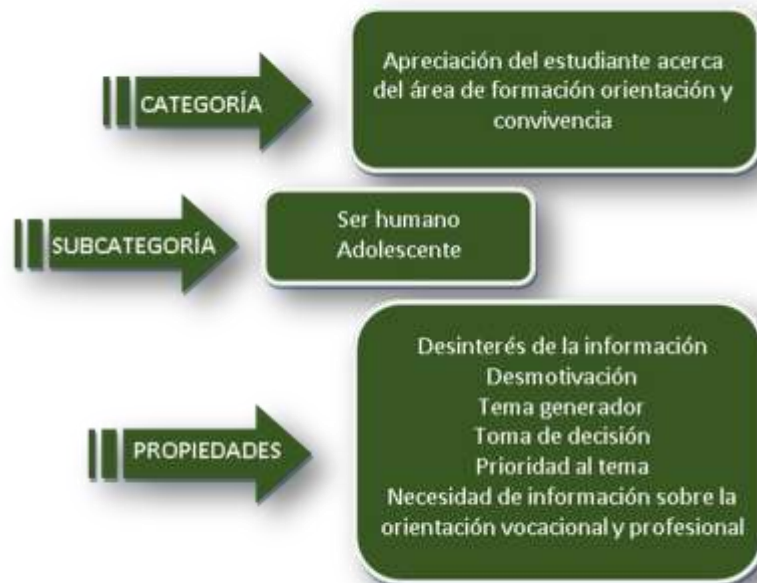 CATEGORÍA
Apreciación del estudiante acerca
del área de formación orientación y
convivencia
SUBCATEGORÍA
Ser humano
Adolescente
PROPIEDADES
Desinterés de la información
Desmotivación
Tema generador
Toma de decisión
Prioridad al tema
Necesidad de información sobre la
orientación vocacional y profesional